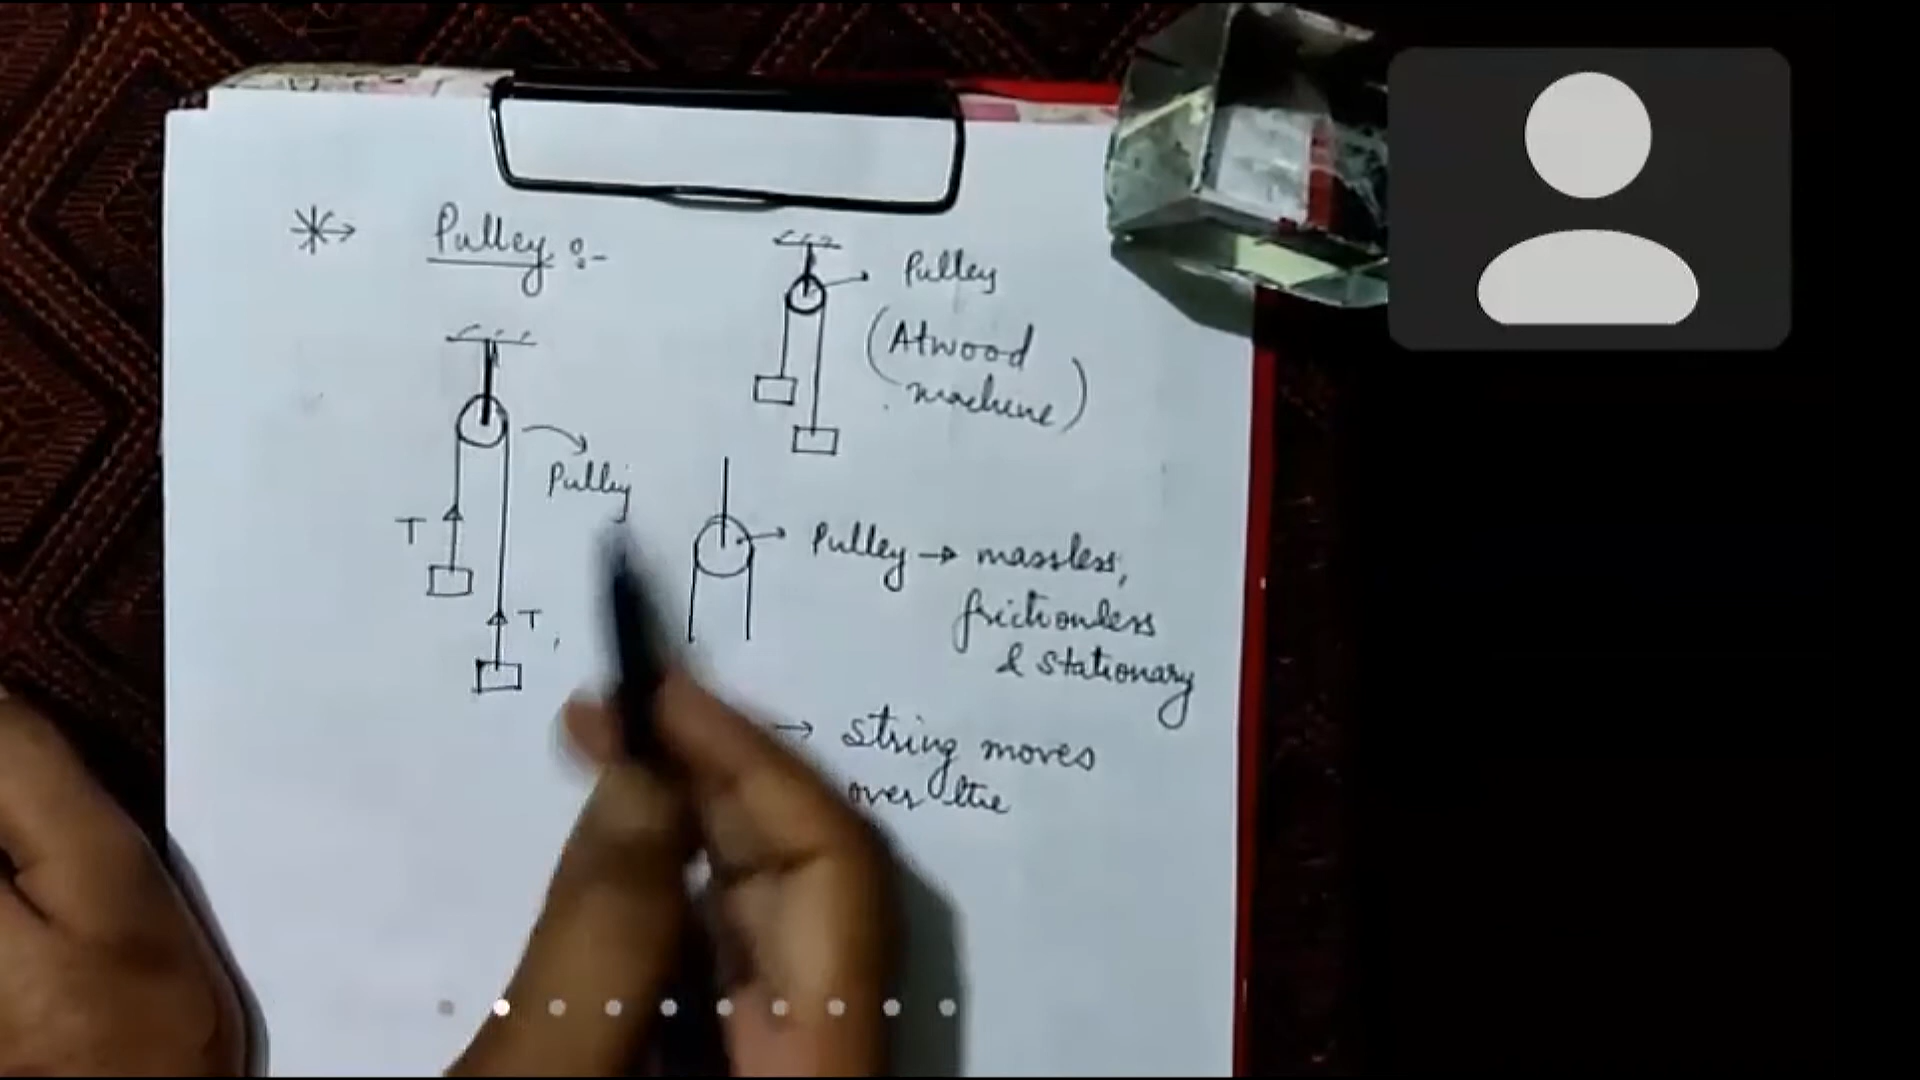 Pulley :-
Pulley
(Atwood
machine)
Pulley
T
T
Pulley → massless,
frictionless
& stationary
→ string moves
over the